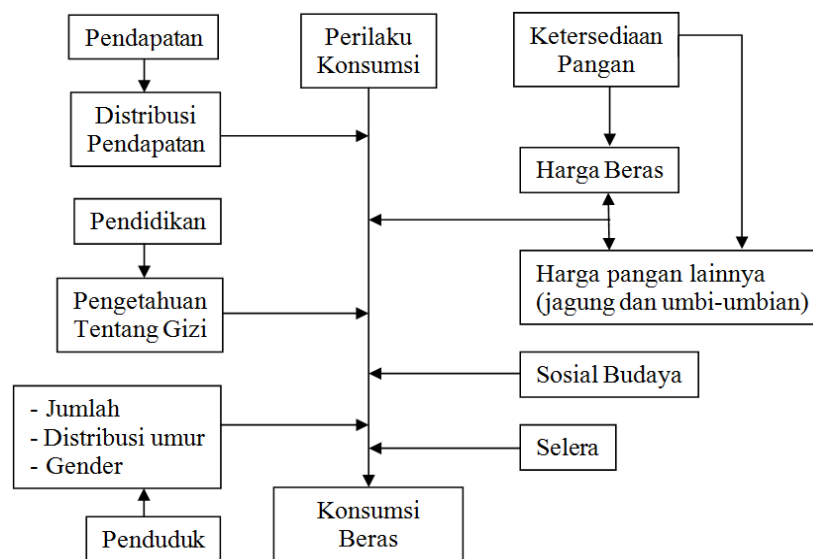 Pendapatan
Distribusi
Pendapatan
Pendidikan
Pengetahuan
Tentang Gizi
- Jumlah
- Distribusi umur
- Gender
Penduduk
Perilaku
Konsumsi
Konsumsi
Beras
Ketersediaan
Pangan
Harga Beras
Harga pangan lainnya
(jagung dan umbi-umbian)
Sosial Budaya
Selera